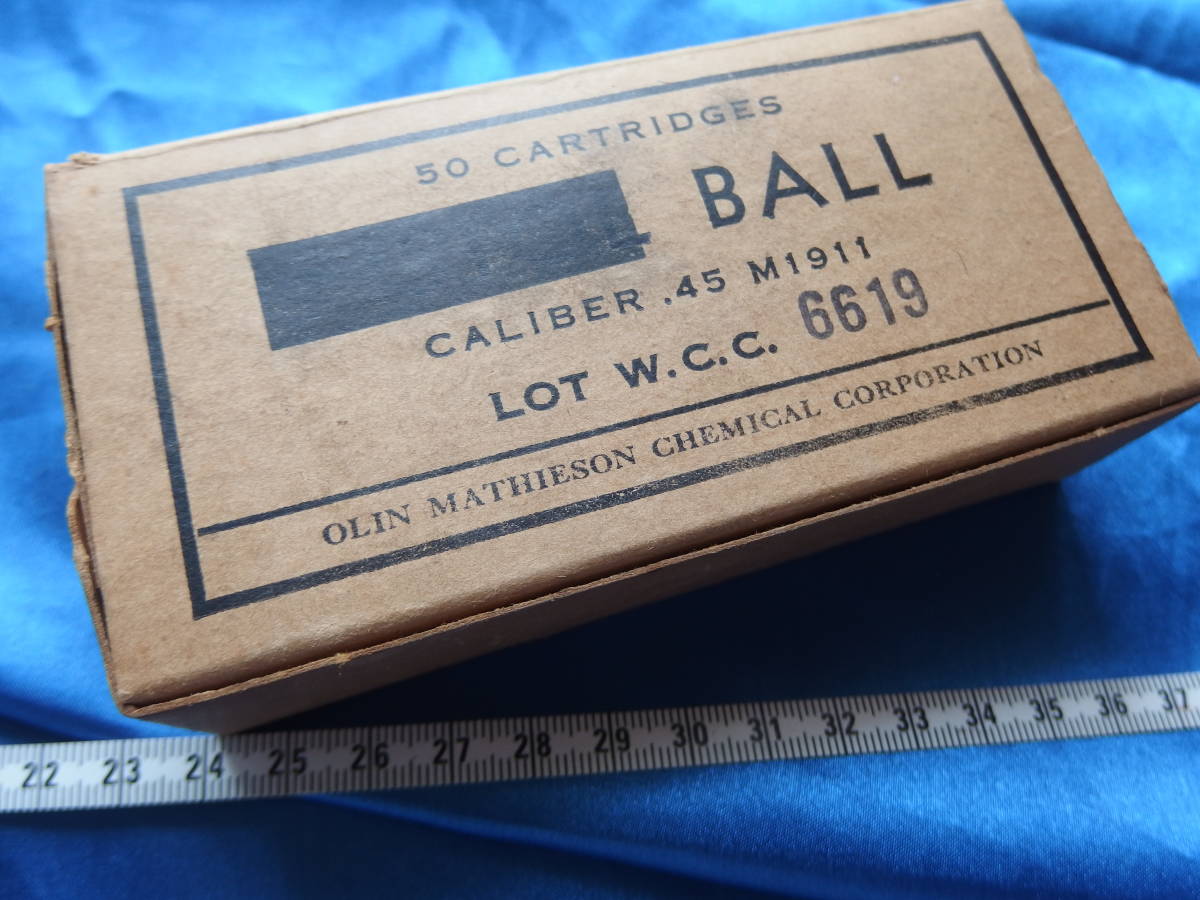 50 CARTRIDGES
BALL
CALIBER .45 M1911
LOT W.C.C. 6619
OLIN MATHIESON CHEMICAL CORPORATION
22 23 24 25 26 27 28 29 30 31 32 33 34 35 36 37